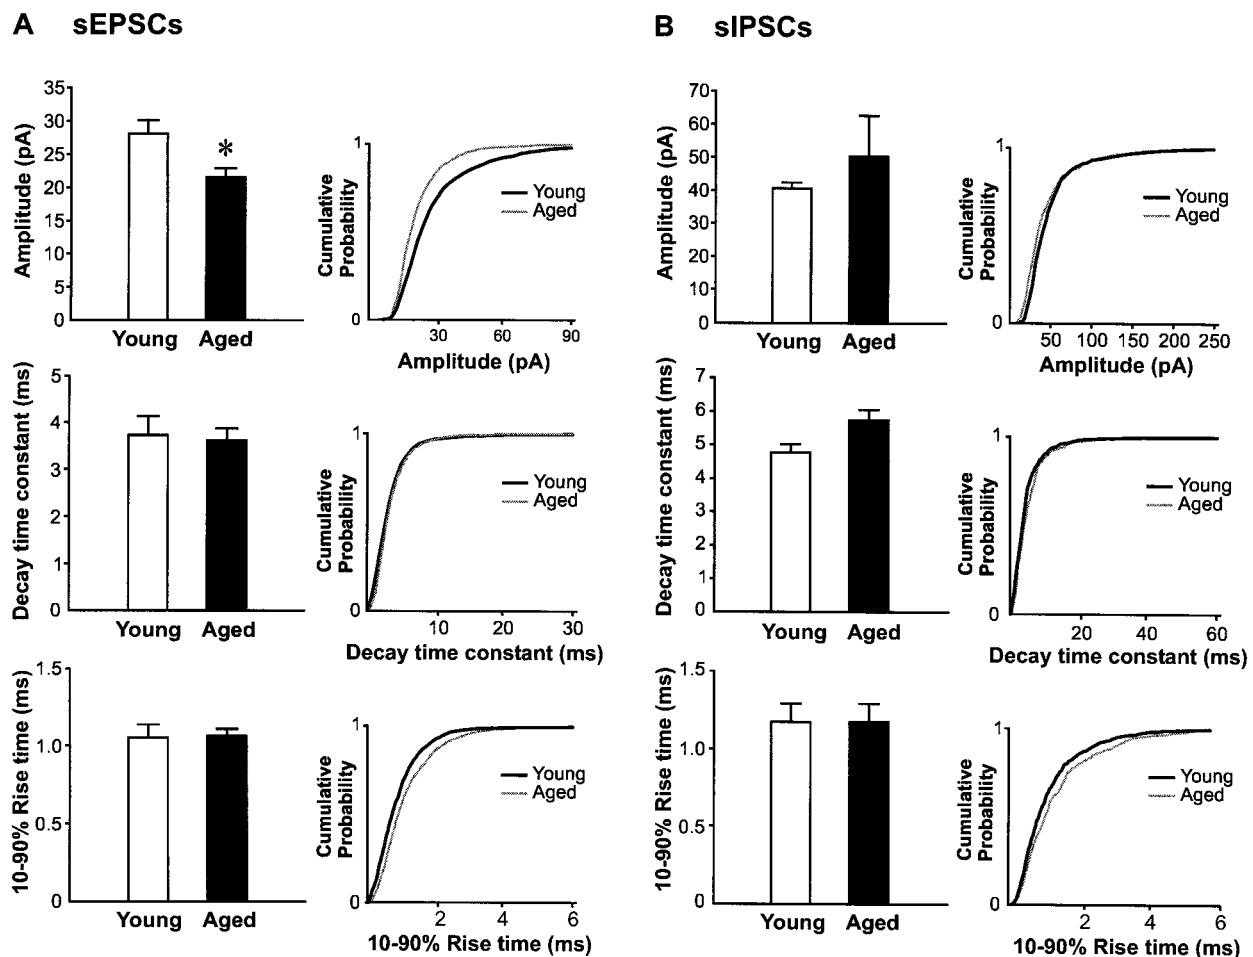 A sEPSCs
35
30
25
20
15
10
5
0
Amplitude (pA)
*
Young Aged
1
0
Cumulative
Probability
Young
Aged
30 60 90
Amplitude (pA)
5
4
3
2
1
0
Decay time constant (ms)
Young Aged
1
0
Cumulative
Probability
Young
Aged
10 20 30
Decay time constant (ms)
1.5
1.0
0.5
0
10-90% Rise time (ms)
Young Aged
1
0
Cumulative
Probability
Young
Aged
2 4 6
10-90% Rise time (ms)
B sIPSCs
70
60
50
40
30
20
10
0
Amplitude (pA)
Young Aged
1
0
Cumulative
Probability
Young
Aged
50 100 150 200 250
Amplitude (pA)
7
6
5
4
3
2
1
0
Decay time constant (ms)
Young Aged
1
0
Cumulative
Probability
Young
Aged
20 40 60
Decay time constant (ms)
1.5
1.0
0.5
0
10-90% Rise time (ms)
Young Aged
1
0
Cumulative
Probability
Young
Aged
2 4 6
10-90% Rise time (ms)